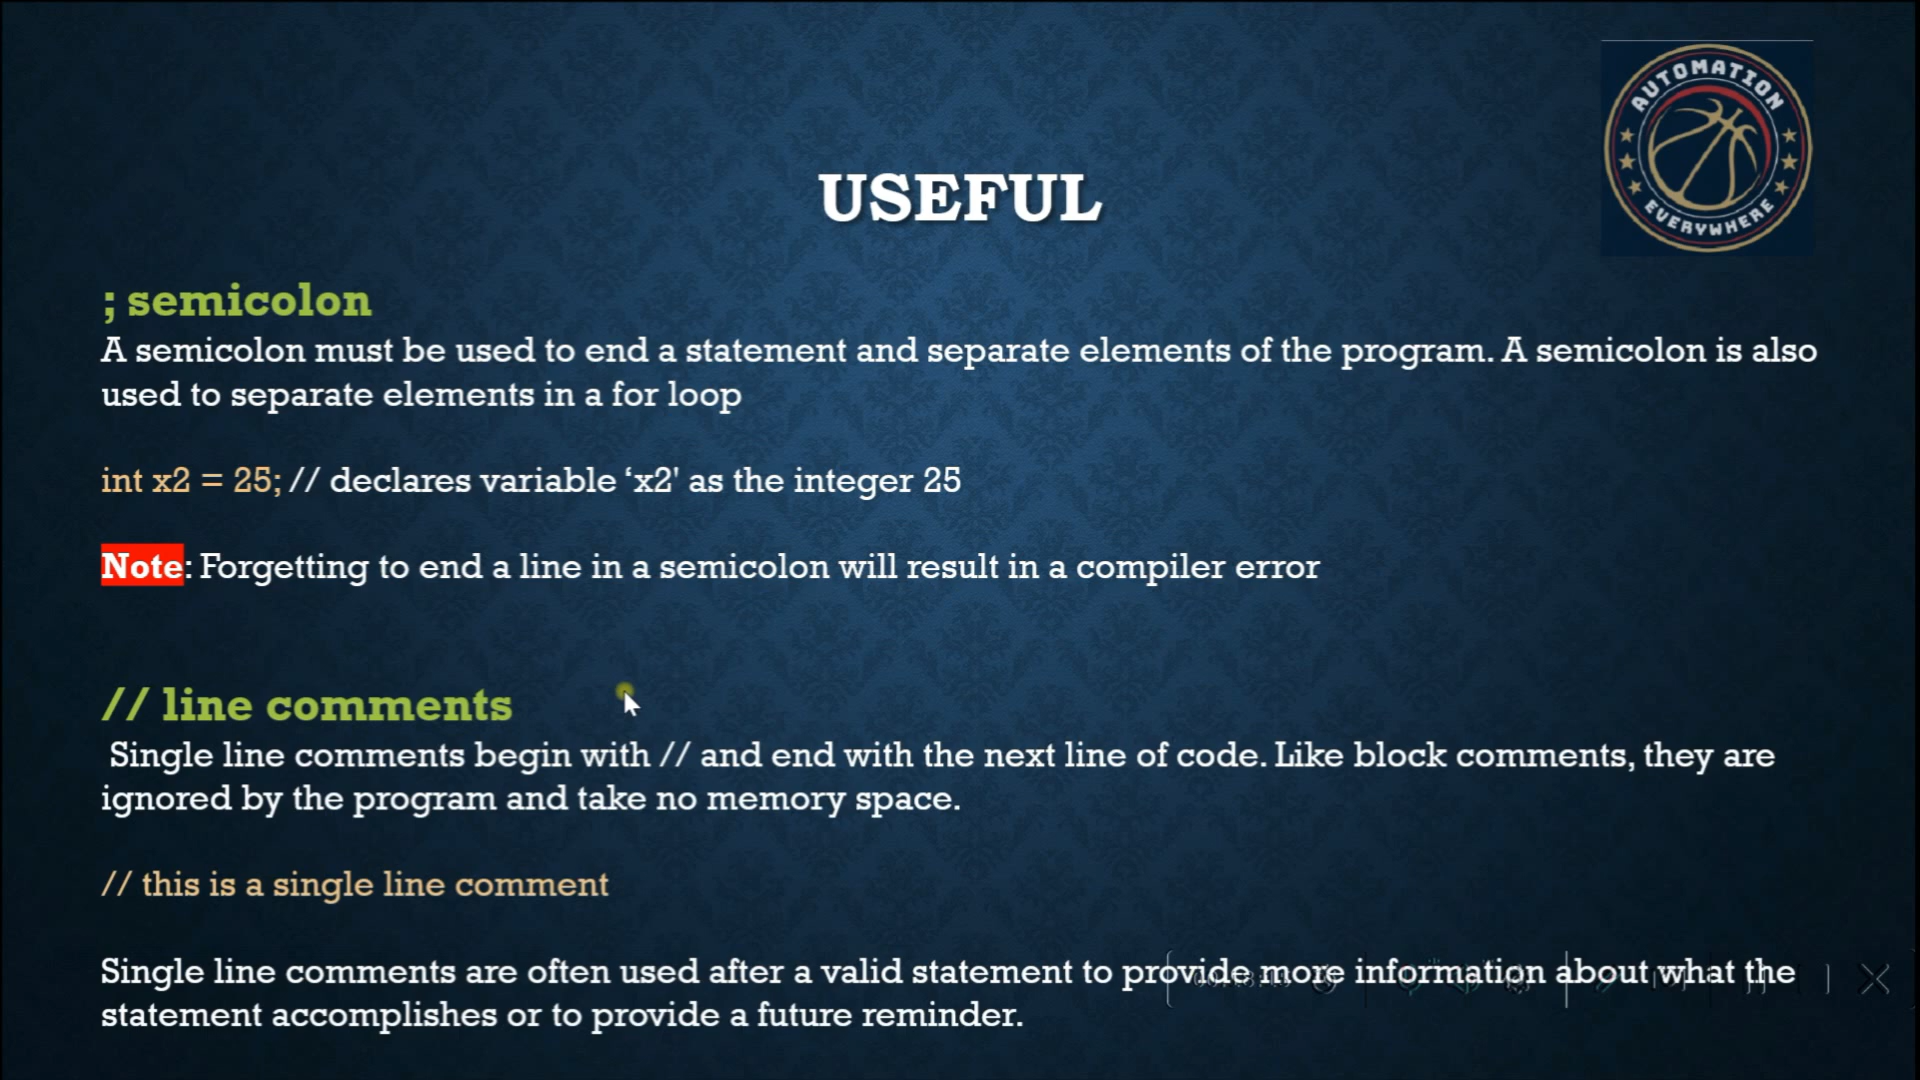 AUTOMATION
EVERYWHERE
USEFUL
; semicolon
A semicolon must be used to end a statement and separate elements of the program. A semicolon is also
used to separate elements in a for loop
int x2 = 25; // declares variable ‘x2' as the integer 25
Note: Forgetting to end a line in a semicolon will result in a compiler error
// line comments
Single line comments begin with // and end with the next line of code. Like block comments, they are
ignored by the program and take no memory space.
// this is a single line comment
Single line comments are often used after a valid statement to provide more information about what the
statement accomplishes or to provide a future reminder.